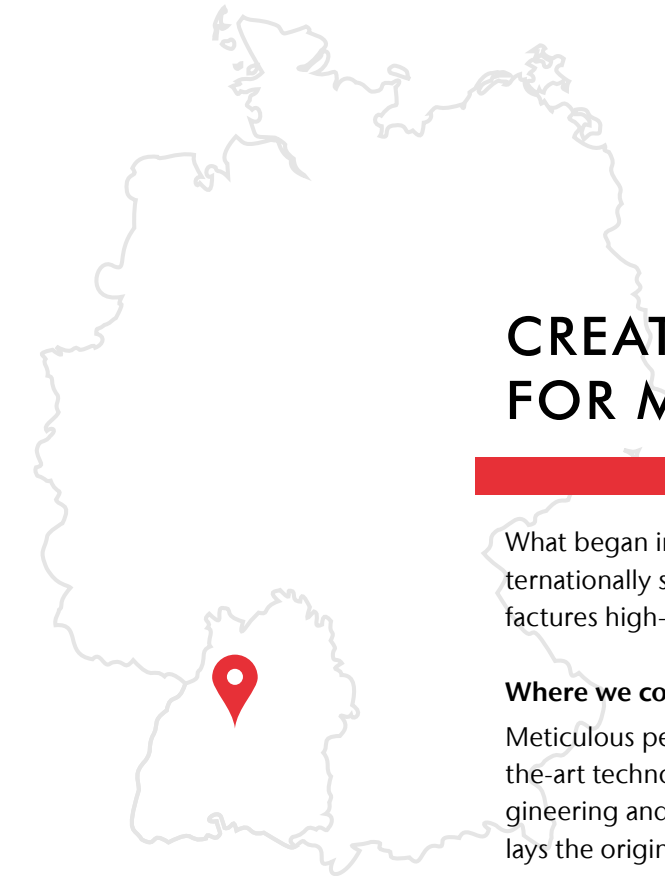 CREAT
FOR M
What began i
ternationally s
factures high-
Where we co
Meticulous pe
the-art techno
gineering and
lays the origin